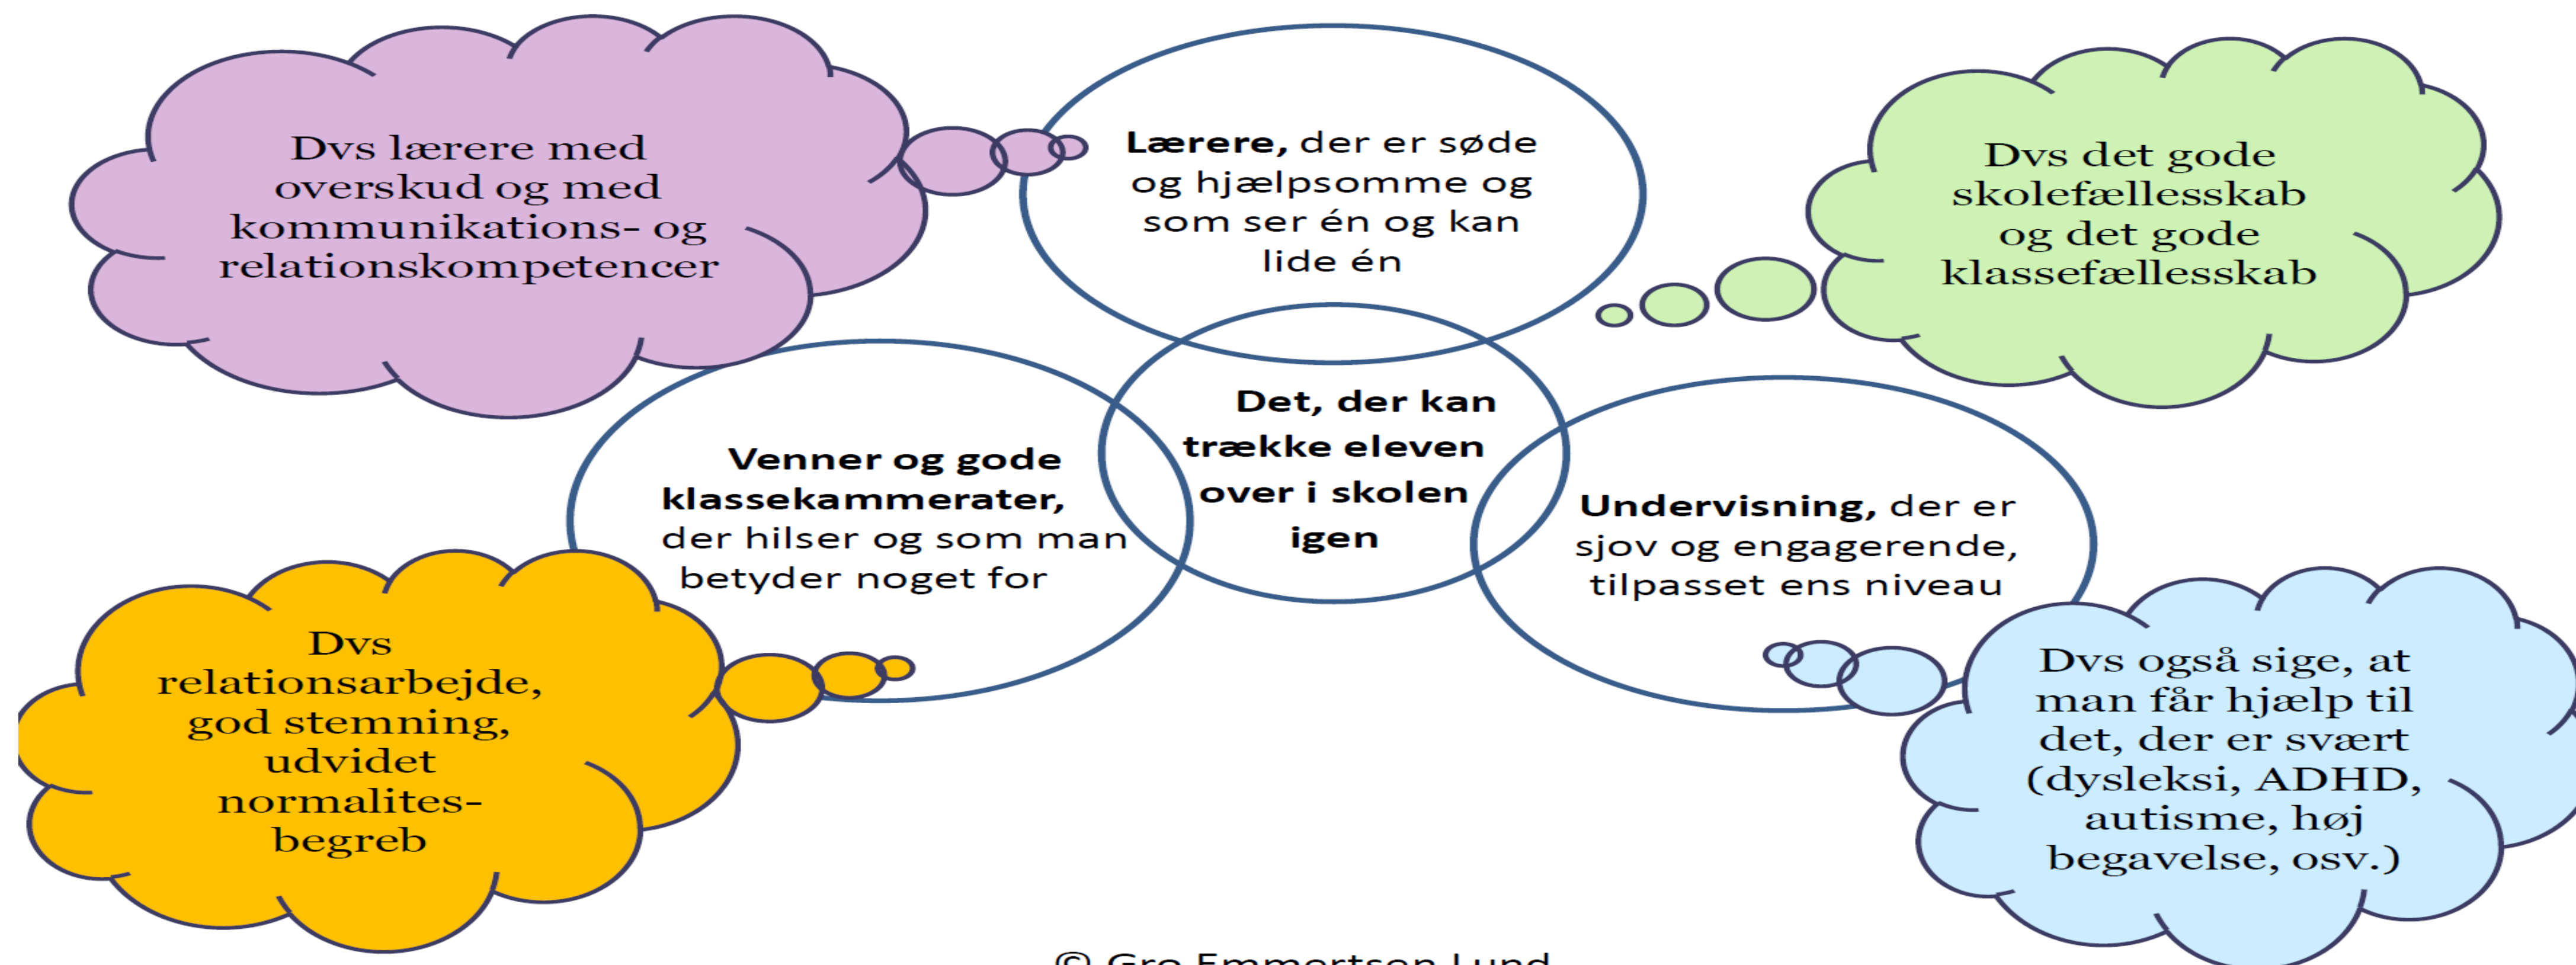 Dvs lærere med
overskud og med
kommunikations- og
relationskompetencer
Lærere, der er søde
og hjælpsomme og
som ser én og kan
lide én
Dvs det gode
skolefællesskab
og det gode
klassefællesskab
Det, der kan
trække eleven
over i skolen
igen
Venner og gode
klassekammerater,
der hilser og som man
betyder noget for
Undervisning, der er
sjov og engagerende,
tilpasset ens niveau
Dvs
relationsarbejde,
god stemning,
udvidet
normalites-
begreb
Dvs også sige, at
man får hjælp til
det, der er svært
(dysleksi, ADHD,
autisme, høj
begavelse, osv.)
© Gro Emmertsen Lund